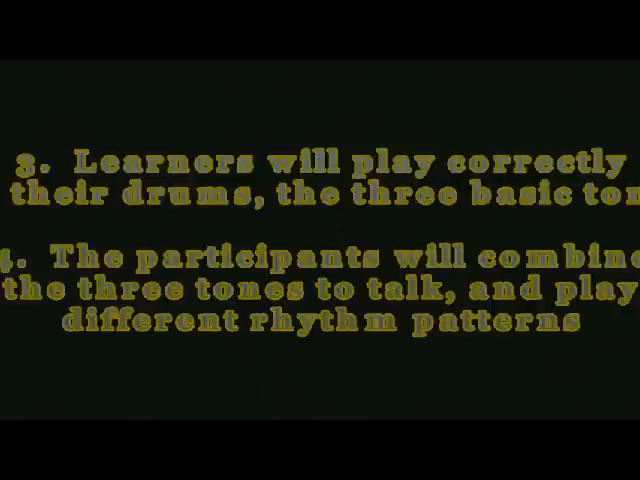 3. Learners will play correctly
their drums, the three basic ton
4. The participants will combine
the three tones to talk, and play
different rhythm patterns